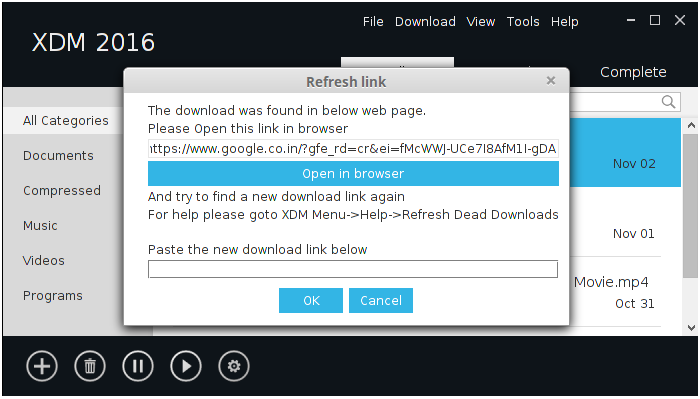 File Download View Tools Help
XDM 2016
Complete
Refresh link
The download was found in below web page.
Please Open this link in browser
ttps://www.google.co.in/?gfe_rd=cr&ei=fMcWWJ-UCe7I8AfM1I-gDA
Open in browser
And try to find a new download link again
For help please goto XDM Menu->Help->Refresh Dead Downloads
Paste the new download link below
OK Cancel
All Categories
Documents
Compressed
Music
Videos
Programs
Nov 02
Nov 01
Movie.mp4
Oct 31